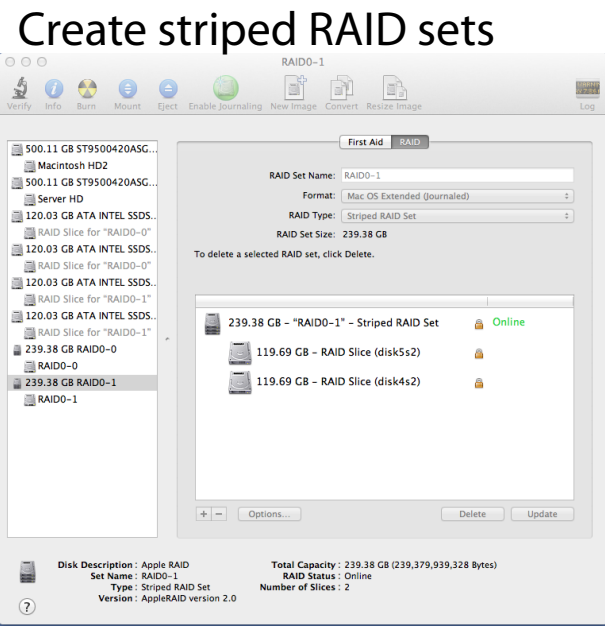 Create striped RAID sets
RAID0-1
Verify Info Burn Mount Eject Enable Journaling New Image Convert Resize Image Log
First Aid RAID
500.11 GB ST9500420ASG...
Macintosh HD2
500.11 GB ST9500420ASG...
Server HD
120.03 GB ATA INTEL SSDS...
RAID Slice for "RAID0-0"
120.03 GB ATA INTEL SSDS...
RAID Slice for "RAID0-0"
120.03 GB ATA INTEL SSDS...
RAID Slice for "RAID0-1"
120.03 GB ATA INTEL SSDS...
RAID Slice for "RAID0-1"
239.38 GB RAID0-0
RAID0-0
239.38 GB RAID0-1
RAID0-1
RAID Set Name: RAID0-1
Format: Mac OS Extended (Journaled)
RAID Type: Striped RAID Set
RAID Set Size: 239.38 GB
To delete a selected RAID set, click Delete.
239.38 GB - "RAID0-1" - Striped RAID Set Online
119.69 GB - RAID Slice (disk5s2)
119.69 GB - RAID Slice (disk4s2)
+ - Options... Delete Update
Disk Description : Apple RAID Total Capacity : 239.38 GB (239,379,939,328 Bytes)
Set Name : RAID0-1 RAID Status : Online
Type : Striped RAID Set Number of Slices : 2
Version : AppleRAID version 2.0
?